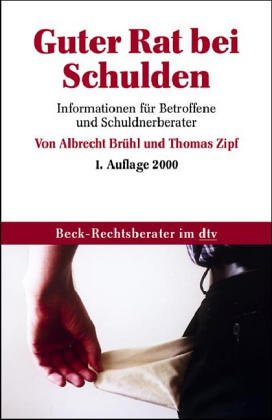 Guter Rat bei
Schulden
Informationen für Betroffene
und Schuldnerberater
Von Albrecht Brühl und Thomas Zipf
1. Auflage 2000
Beck-Rechtsberater im dtv